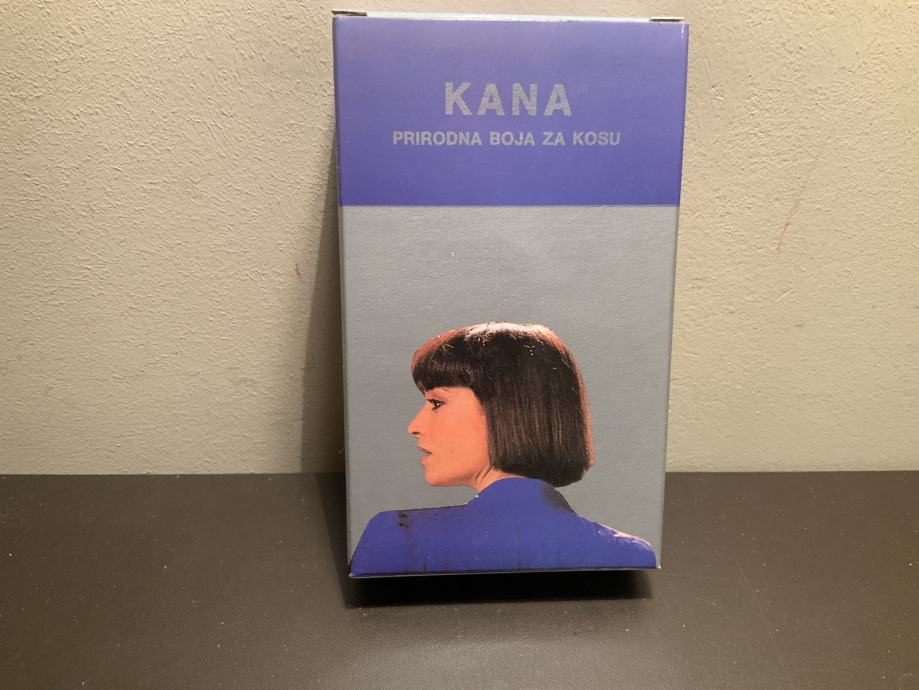 KANA
PRIRODNA BOJA ZA KOSU